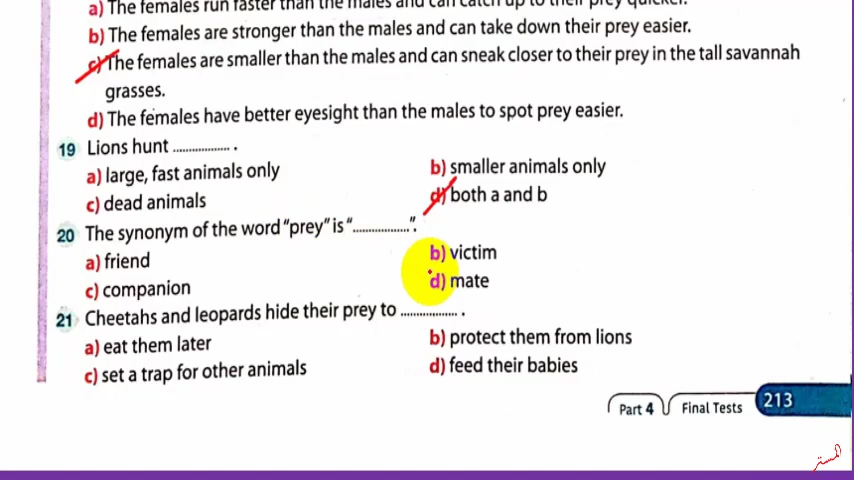 a) The females run faster than the males and can catch up to their prey quicker.
b) The females are stronger than the males and can take down their prey easier.
c) The females are smaller than the males and can sneak closer to their prey in the tall savannah
grasses.
d) The females have better eyesight than the males to spot prey easier.
19 Lions hunt .................. .
a) large, fast animals only
b) smaller animals only
c) dead animals
d) both a and b
20 The synonym of the word "prey" is "..................".
a) friend
b) victim
c) companion
d) mate
21 Cheetahs and leopards hide their prey to .................. .
a) eat them later
b) protect them from lions
c) set a trap for other animals
d) feed their babies
Part 4 Final Tests 213